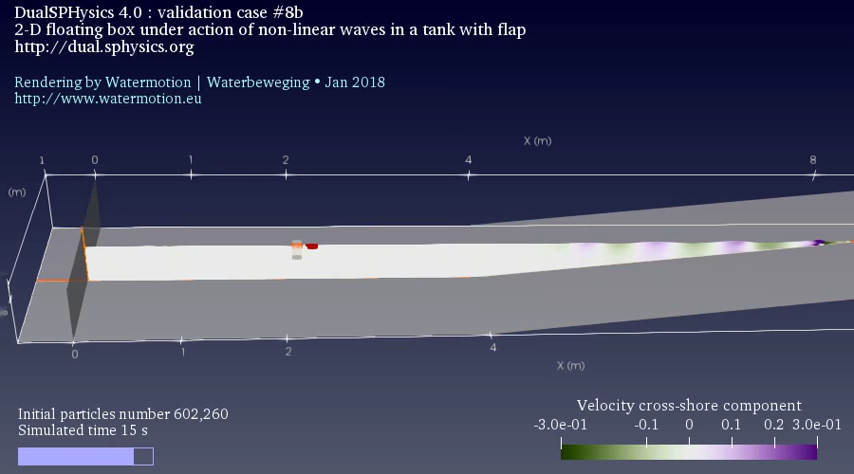 DualSPHysics 4.0 : validation case #8b
2-D floating box under action of non-linear waves in a tank with flap
http://dual.sphysics.org
Rendering by Watermotion | Waterbeweging • Jan 2018
http://www.watermotion.eu
X (m)
1 0 1 2 4 8
(m)
0 1 2 4
X (m)
Initial particles number 602,260
Simulated time 15 s
Velocity cross-shore component
-3.0e-01 -0.1 0 0.1 0.2 3.0e-01